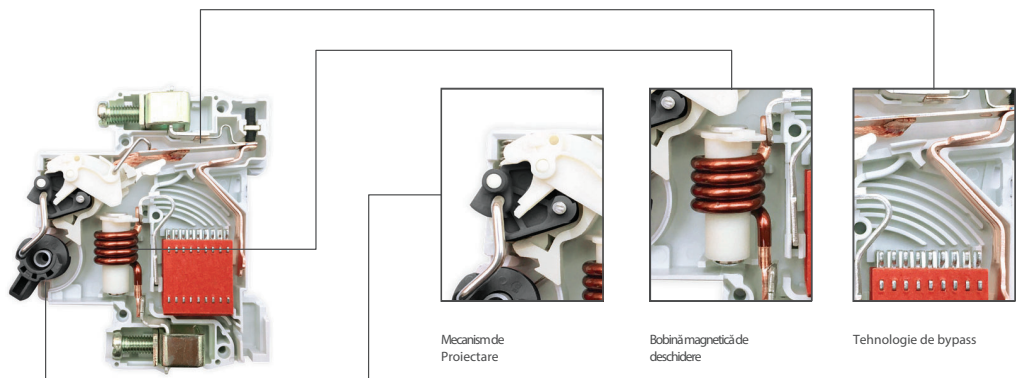 Mecanism de
Proiectare
Bobină magnetică de
deschidere
Tehnologie de bypass